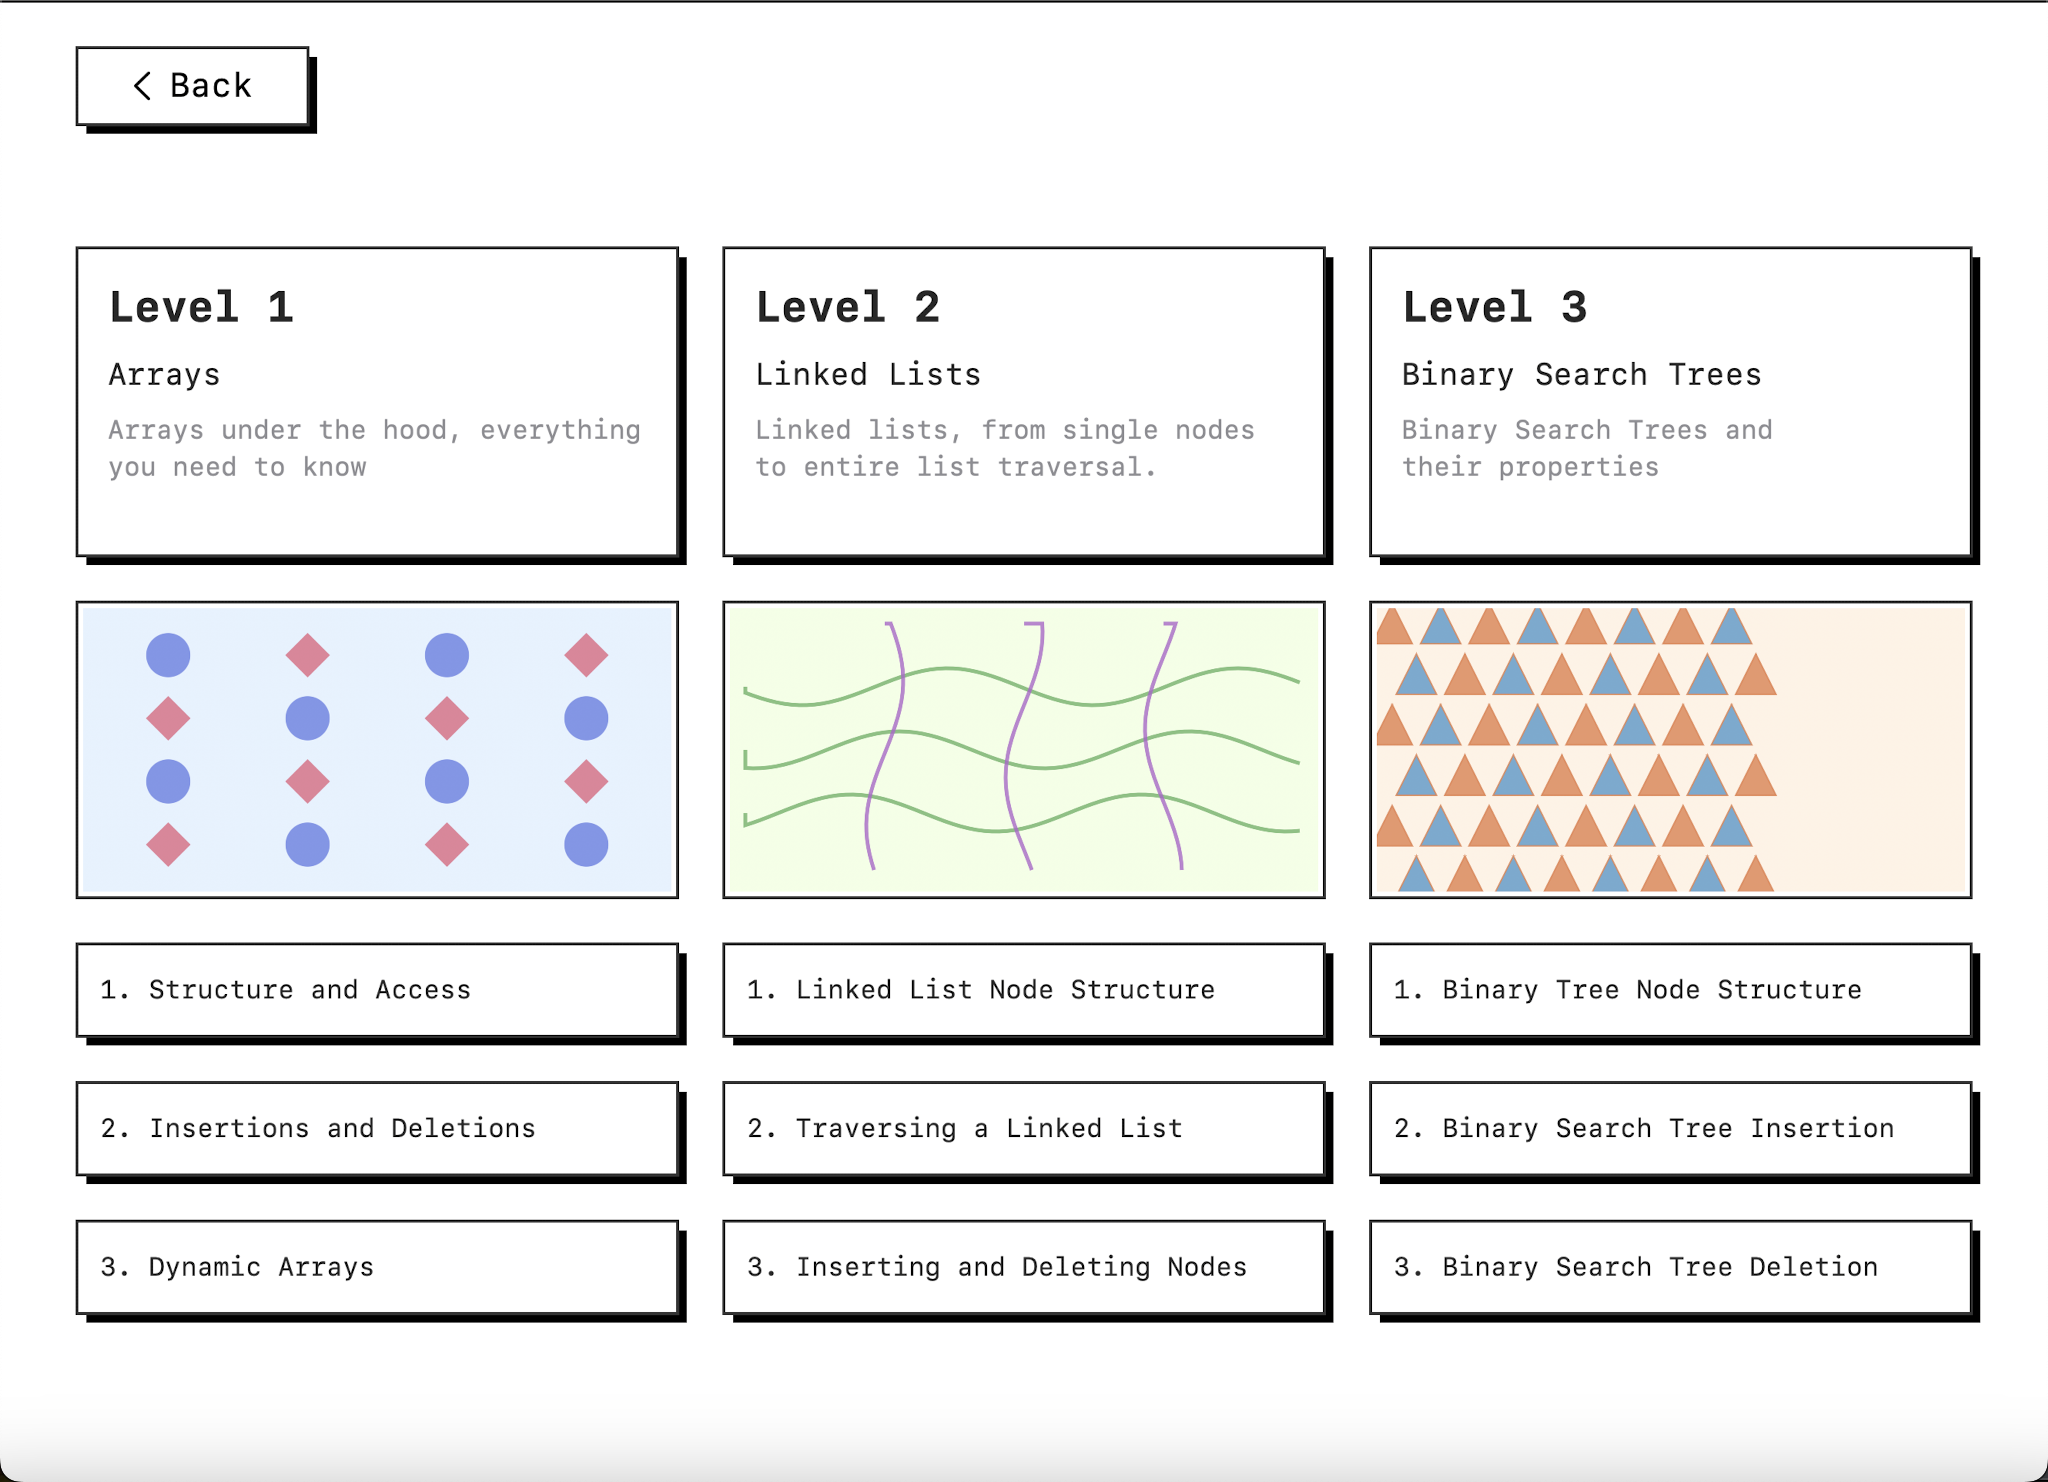 Back
Level 1
Arrays
Arrays under the hood, everything
you need to know
Level 2
Linked Lists
Linked lists, from single nodes
to entire list traversal.
Level 3
Binary Search Trees
Binary Search Trees and
their properties
1. Structure and Access
2. Insertions and Deletions
3. Dynamic Arrays
1. Linked List Node Structure
2. Traversing a Linked List
3. Inserting and Deleting Nodes
1. Binary Tree Node Structure
2. Binary Search Tree Insertion
3. Binary Search Tree Deletion